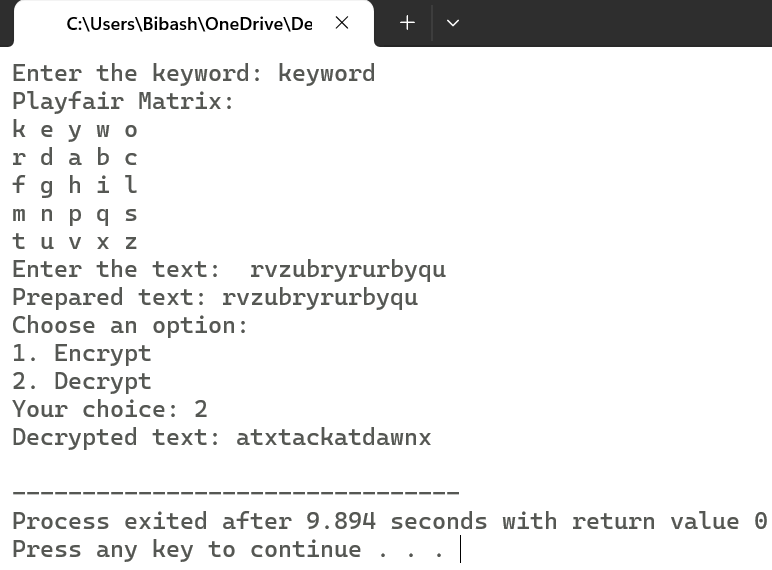 C:\Users\Bibash\OneDrive\De
Enter the keyword: keyword
Playfair Matrix:
k e y w o
r d a b c
f g h i l
m n p q s
t u v x z
Enter the text:  rvzubryrurbyqu
Prepared text: rvzubryrurbyqu
Choose an option:
1. Encrypt
2. Decrypt
Your choice: 2
Decrypted text: atxtackatdawnx
--------------------------------
Process exited after 9.894 seconds with return value 0
Press any key to continue . . .